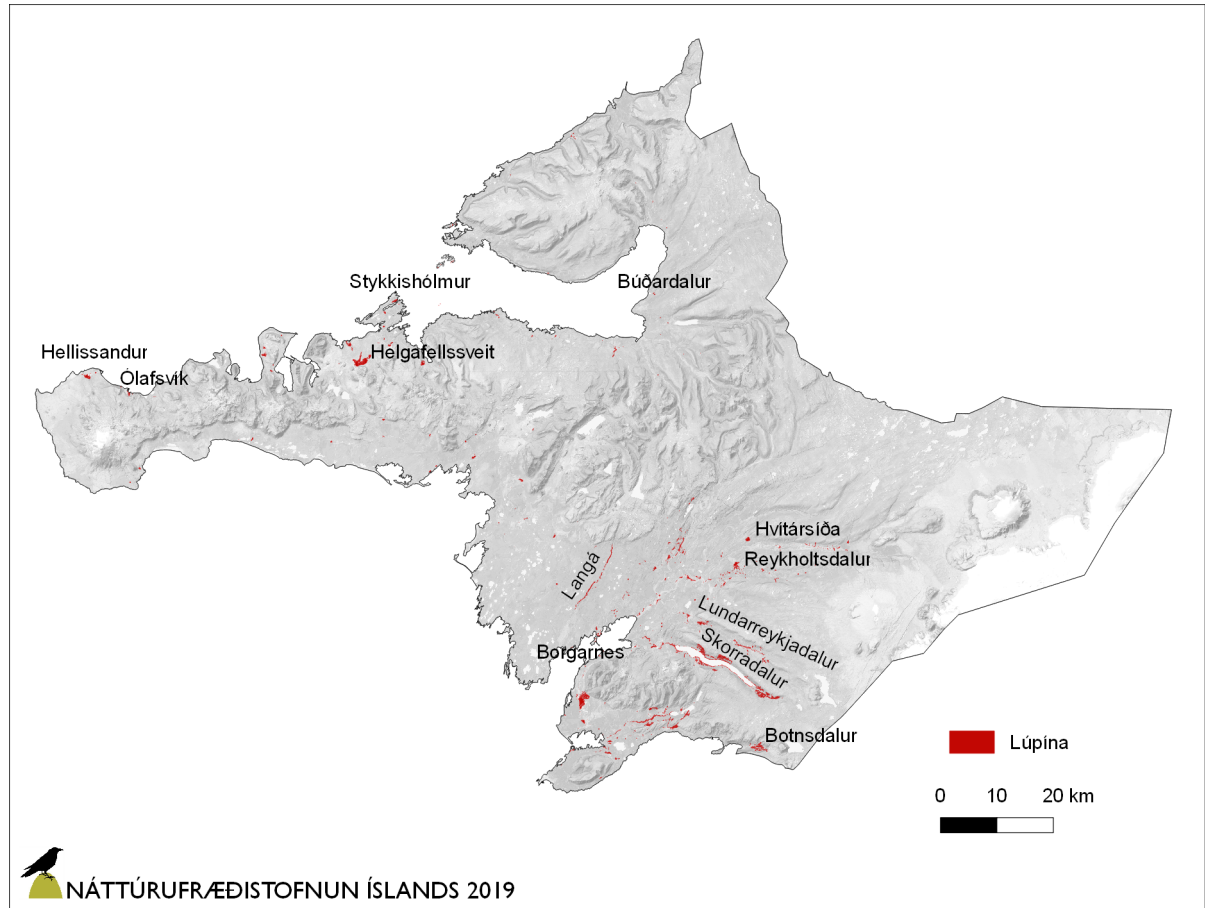 Stykkishólmur
Búðardalur
Hellissandur
Helgafellssveit
Ólafsvík
Hvítársíða
Reykholtsdalur
Langá
Lundarreykjadalur
Skorradalur
Borgarnes
Botnsdalur
Lúpína
0 10 20 km
NÁTTÚRUFRÆÐISTOFNUN ÍSLANDS 2019